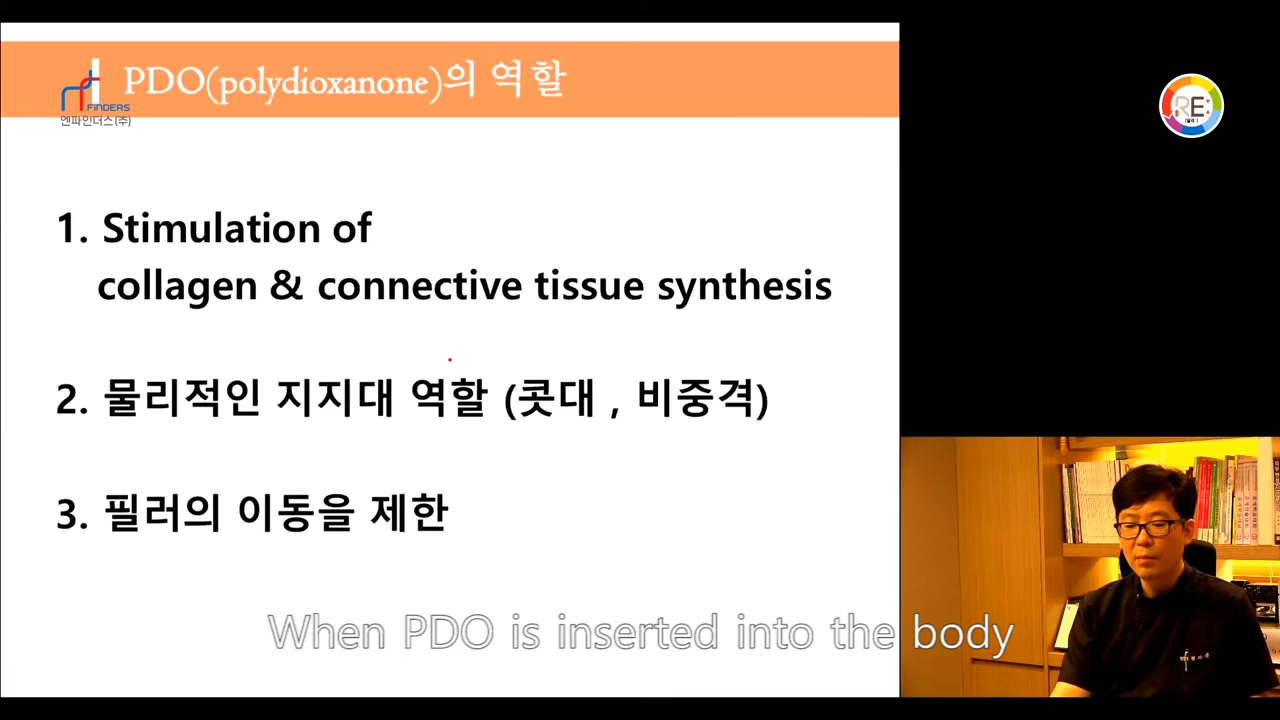 PDO(polydioxanone)의 역할
.FINDERS
엔파인더스(주)
RE:
1. Stimulation of
collagen & connective tissue synthesis
2. 물리적인 지지대 역할 (콧대 , 비중격)
3. 필러의 이동을 제한
When PDO is inserted into the body